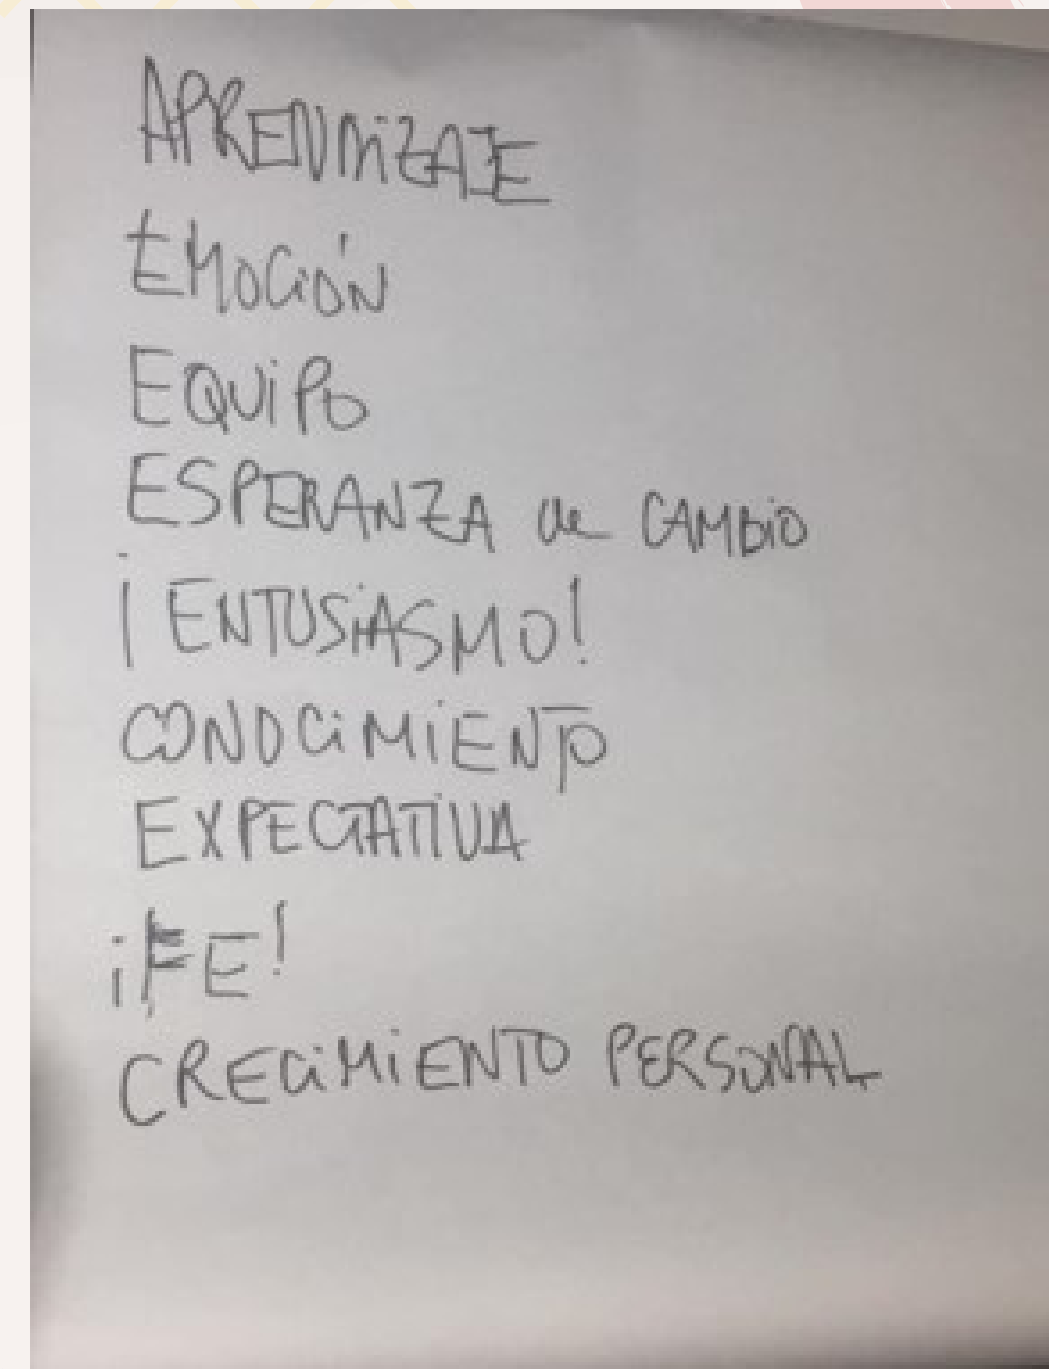 APRENDIZAJE
EMOCIÓN
EQUIPO
ESPERANZA de CAMBIO
¡ENTUSiASMO!
CONOCiMiENTO
EXPECTATiVA
¡FE!
CRECiMiENTO PERSONAL